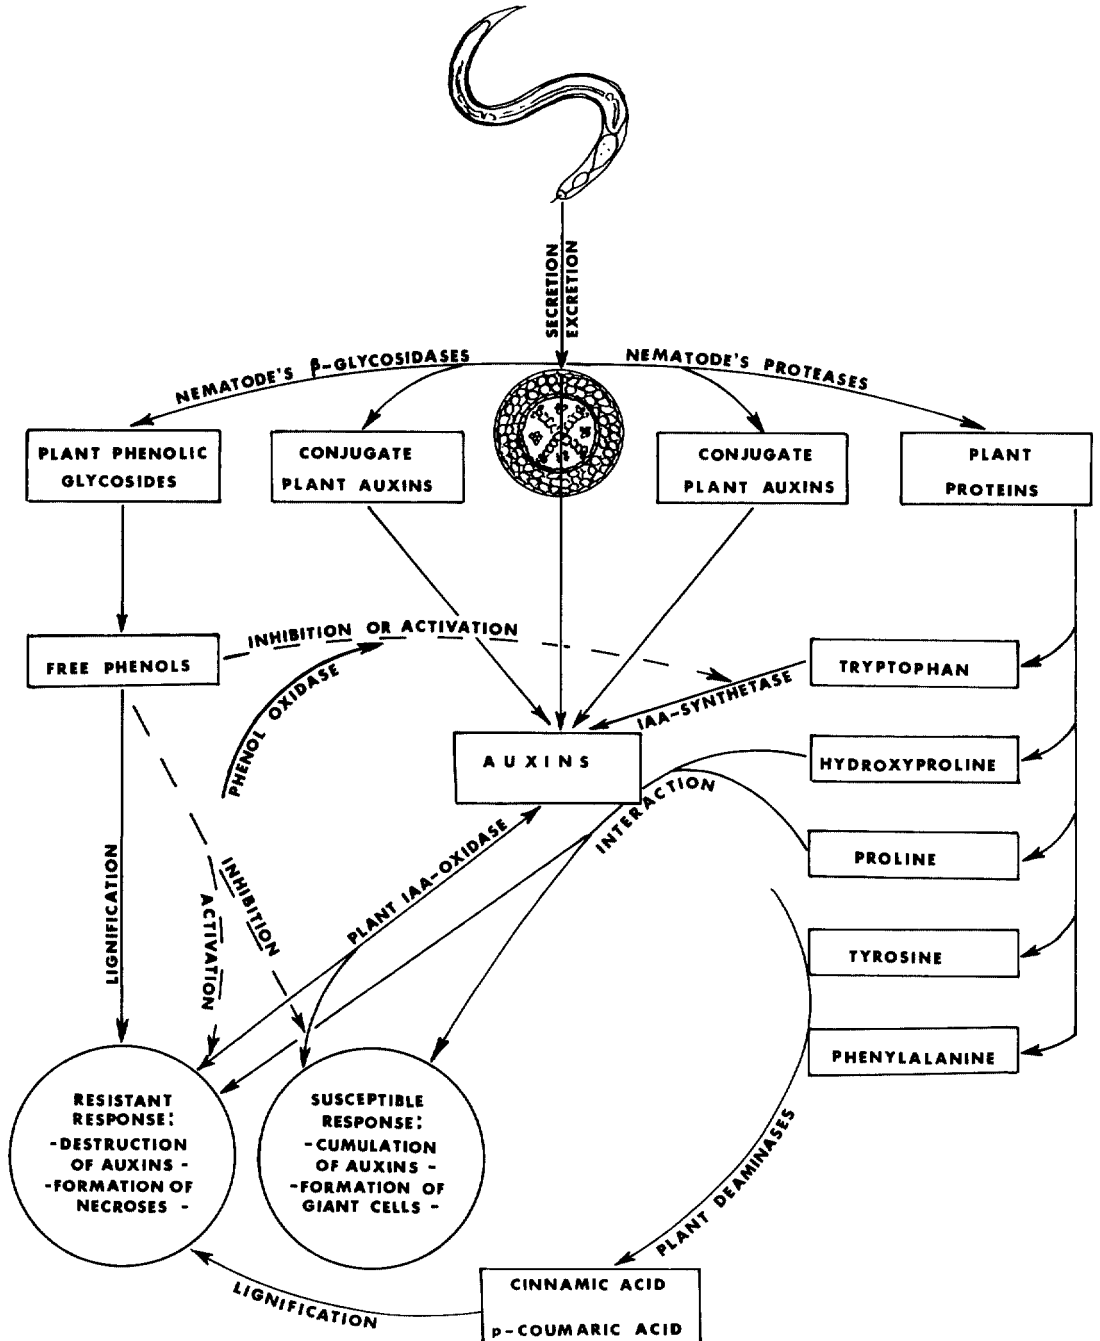 SECRETION
EXCRETION
NEMATODE'S β-GLYCOSIDASES
NEMATODE'S PROTEASES
PLANT PHENOLIC
GLYCOSIDES
CONJUGATE
PLANT AUXINS
CONJUGATE
PLANT AUXINS
PLANT
PROTEINS
INHIBITION OR ACTIVATION
FREE PHENOLS
PHENOL OXIDASE
TRYPTOPHAN
IAA-SYNTHETASE
AUXINS
HYDROXYPROLINE
INTERACTION
PROLINE
PLANT IAA-OXIDASE
LIGNIFICATION
ACTIVATION
INHIBITION
TYROSINE
PHENYLALANINE
RESISTANT
RESPONSE:
-DESTRUCTION
OF AUXINS -
-FORMATION OF
NECROSES -
SUSCEPTIBLE
RESPONSE:
-CUMULATION
OF AUXINS -
-FORMATION OF
GIANT CELLS -
PLANT DEAMINASES
LIGNIFICATION
CINNAMIC ACID
p-COUMARIC ACID